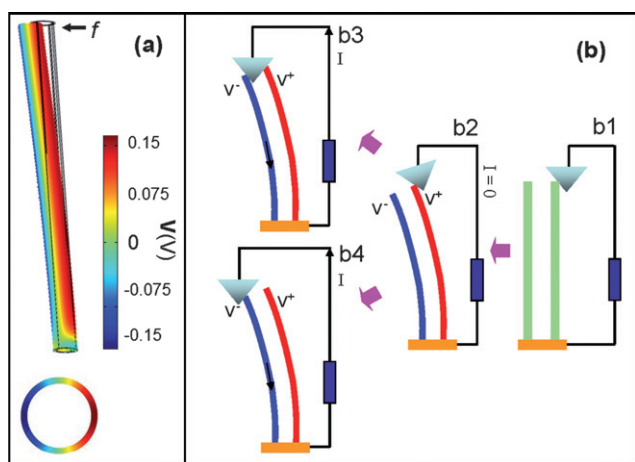 f
(a)
0.15
0.075
0
-0.075
-0.15
V(V)
(b)
b3
I
V-
V+
b2
I = 0
V-
V+
b1
b4
I
V-
V+